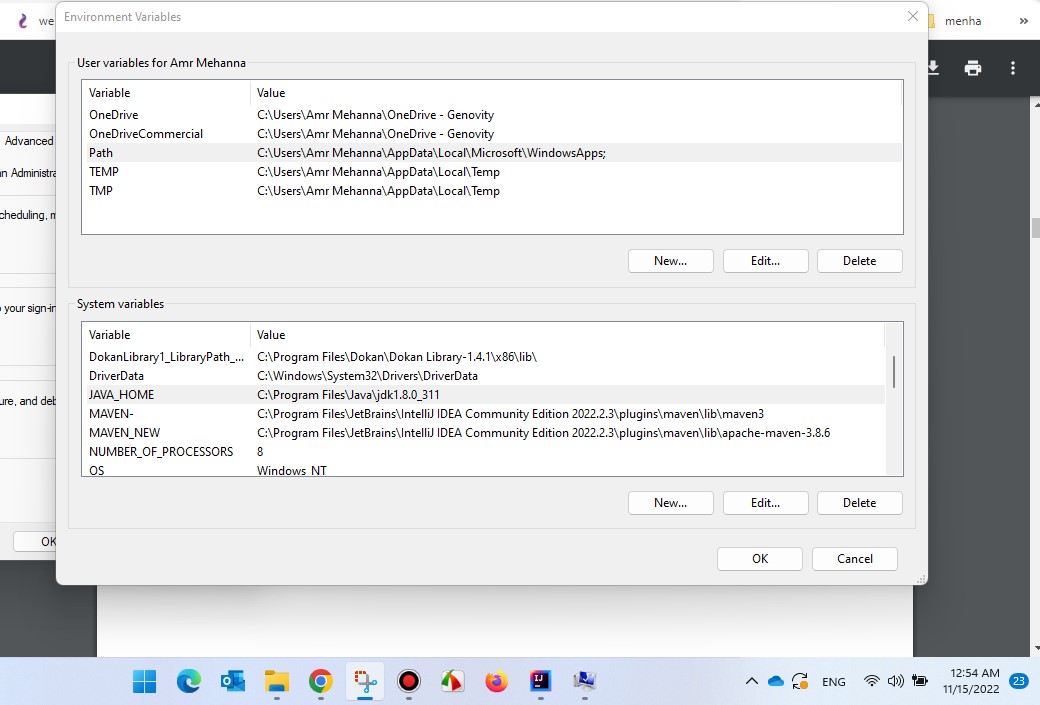 we
menha
»
Environment Variables
User variables for Amr Mehanna
Variable Value
OneDrive C:\Users\Amr Mehanna\OneDrive - Genovity
OneDriveCommercial C:\Users\Amr Mehanna\OneDrive - Genovity
Path C:\Users\Amr Mehanna\AppData\Local\Microsoft\WindowsApps;
TEMP C:\Users\Amr Mehanna\AppData\Local\Temp
TMP C:\Users\Amr Mehanna\AppData\Local\Temp
New... Edit... Delete
System variables
Variable Value
DokanLibrary1_LibraryPath_... C:\Program Files\Dokan\Dokan Library-1.4.1\x86\lib\
DriverData C:\Windows\System32\Drivers\DriverData
JAVA_HOME C:\Program Files\Java\jdk1.8.0_311
MAVEN- C:\Program Files\JetBrains\IntelliJ IDEA Community Edition 2022.2.3\plugins\maven\lib\maven3
MAVEN_NEW C:\Program Files\JetBrains\IntelliJ IDEA Community Edition 2022.2.3\plugins\maven\lib\apache-maven-3.8.6
NUMBER_OF_PROCESSORS 8
OS Windows_NT
New... Edit... Delete
OK Cancel
Advanced
n Administra
cheduling, m
your sign-in
ure, and deb
OK
IJ
ENG
12:54 AM
11/15/2022
23